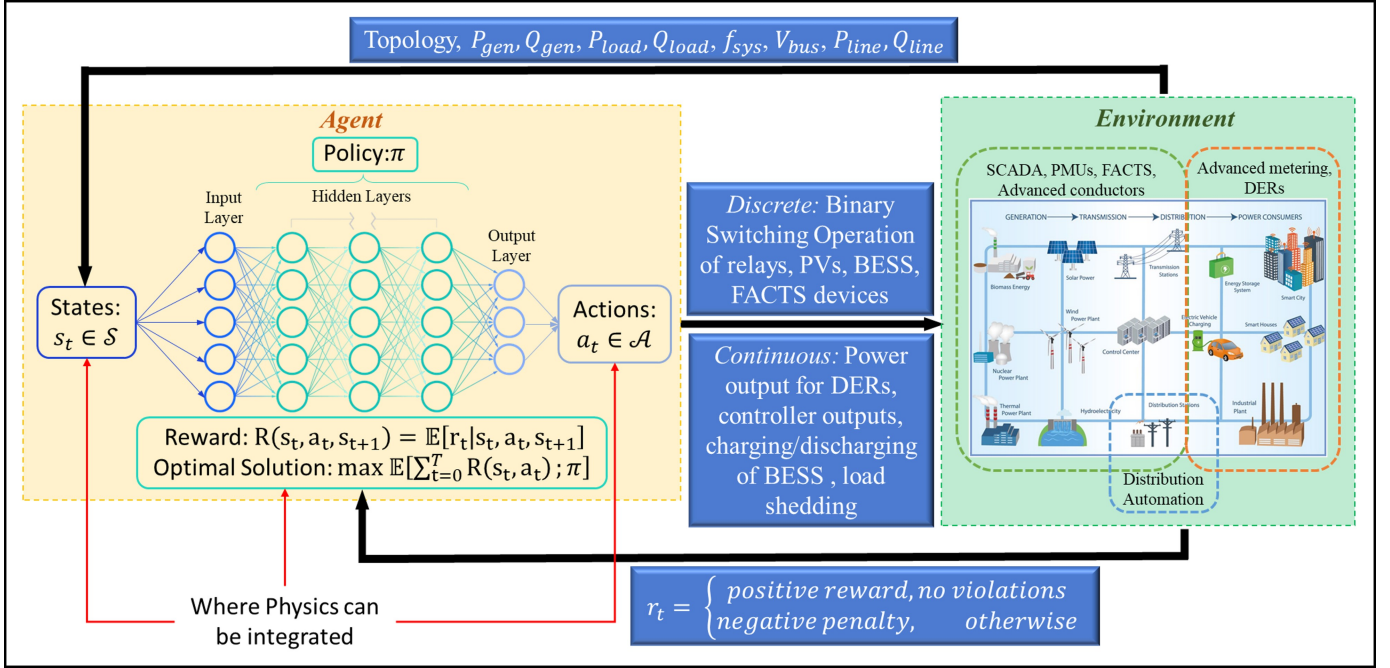 Topology, P_gen, Q_gen, P_load, Q_load, f_sys, V_bus, P_line, Q_line
Agent
Policy:π
Input
Layer
Hidden Layers
Output
Layer
States:
s_t ∈ 𝒮
Actions:
a_t ∈ 𝒜
Reward: R(s_t, a_t, s_{t+1}) = 𝔼[r_t|s_t, a_t, s_{t+1}]
Optimal Solution: max 𝔼[∑_{t=0}^T R(s_t, a_t) ; π]
Where Physics can
be integrated
Discrete: Binary
Switching Operation
of relays, PVs, BESS,
FACTS devices
Continuous: Power
output for DERs,
controller outputs,
charging/discharging
of BESS , load
shedding
r_t = { positive reward, no violations
negative penalty, otherwise
Environment
SCADA, PMUs, FACTS,
Advanced conductors
Advanced metering,
DERs
GENERATION
TRANSMISSION
DISTRIBUTION
POWER CONSUMERS
Biomass Energy
Solar Power
Transmission
Stations
Energy Storage
System
Smart City
Nuclear
Power Plant
Wind
Power Plant
Control Center
Electric Vehicle
Charging
Smart Houses
Thermal
Power Plant
Hydroelectricity
Distribution Stations
Industrial
Plant
Distribution
Automation